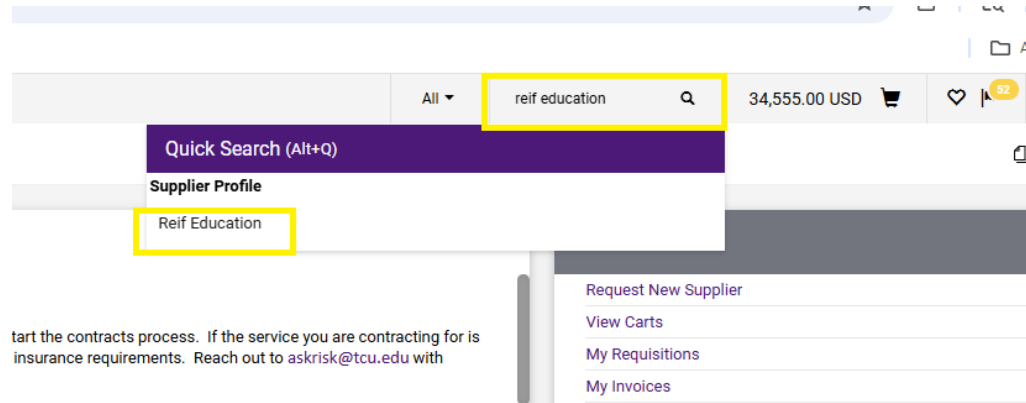 All
reif education
34,555.00 USD
52
Quick Search (Alt+Q)
Supplier Profile
Reif Education
Request New Supplier
tart the contracts process. If the service you are contracting for is
View Carts
insurance requirements. Reach out to askrisk@tcu.edu with
My Requisitions
My Invoices